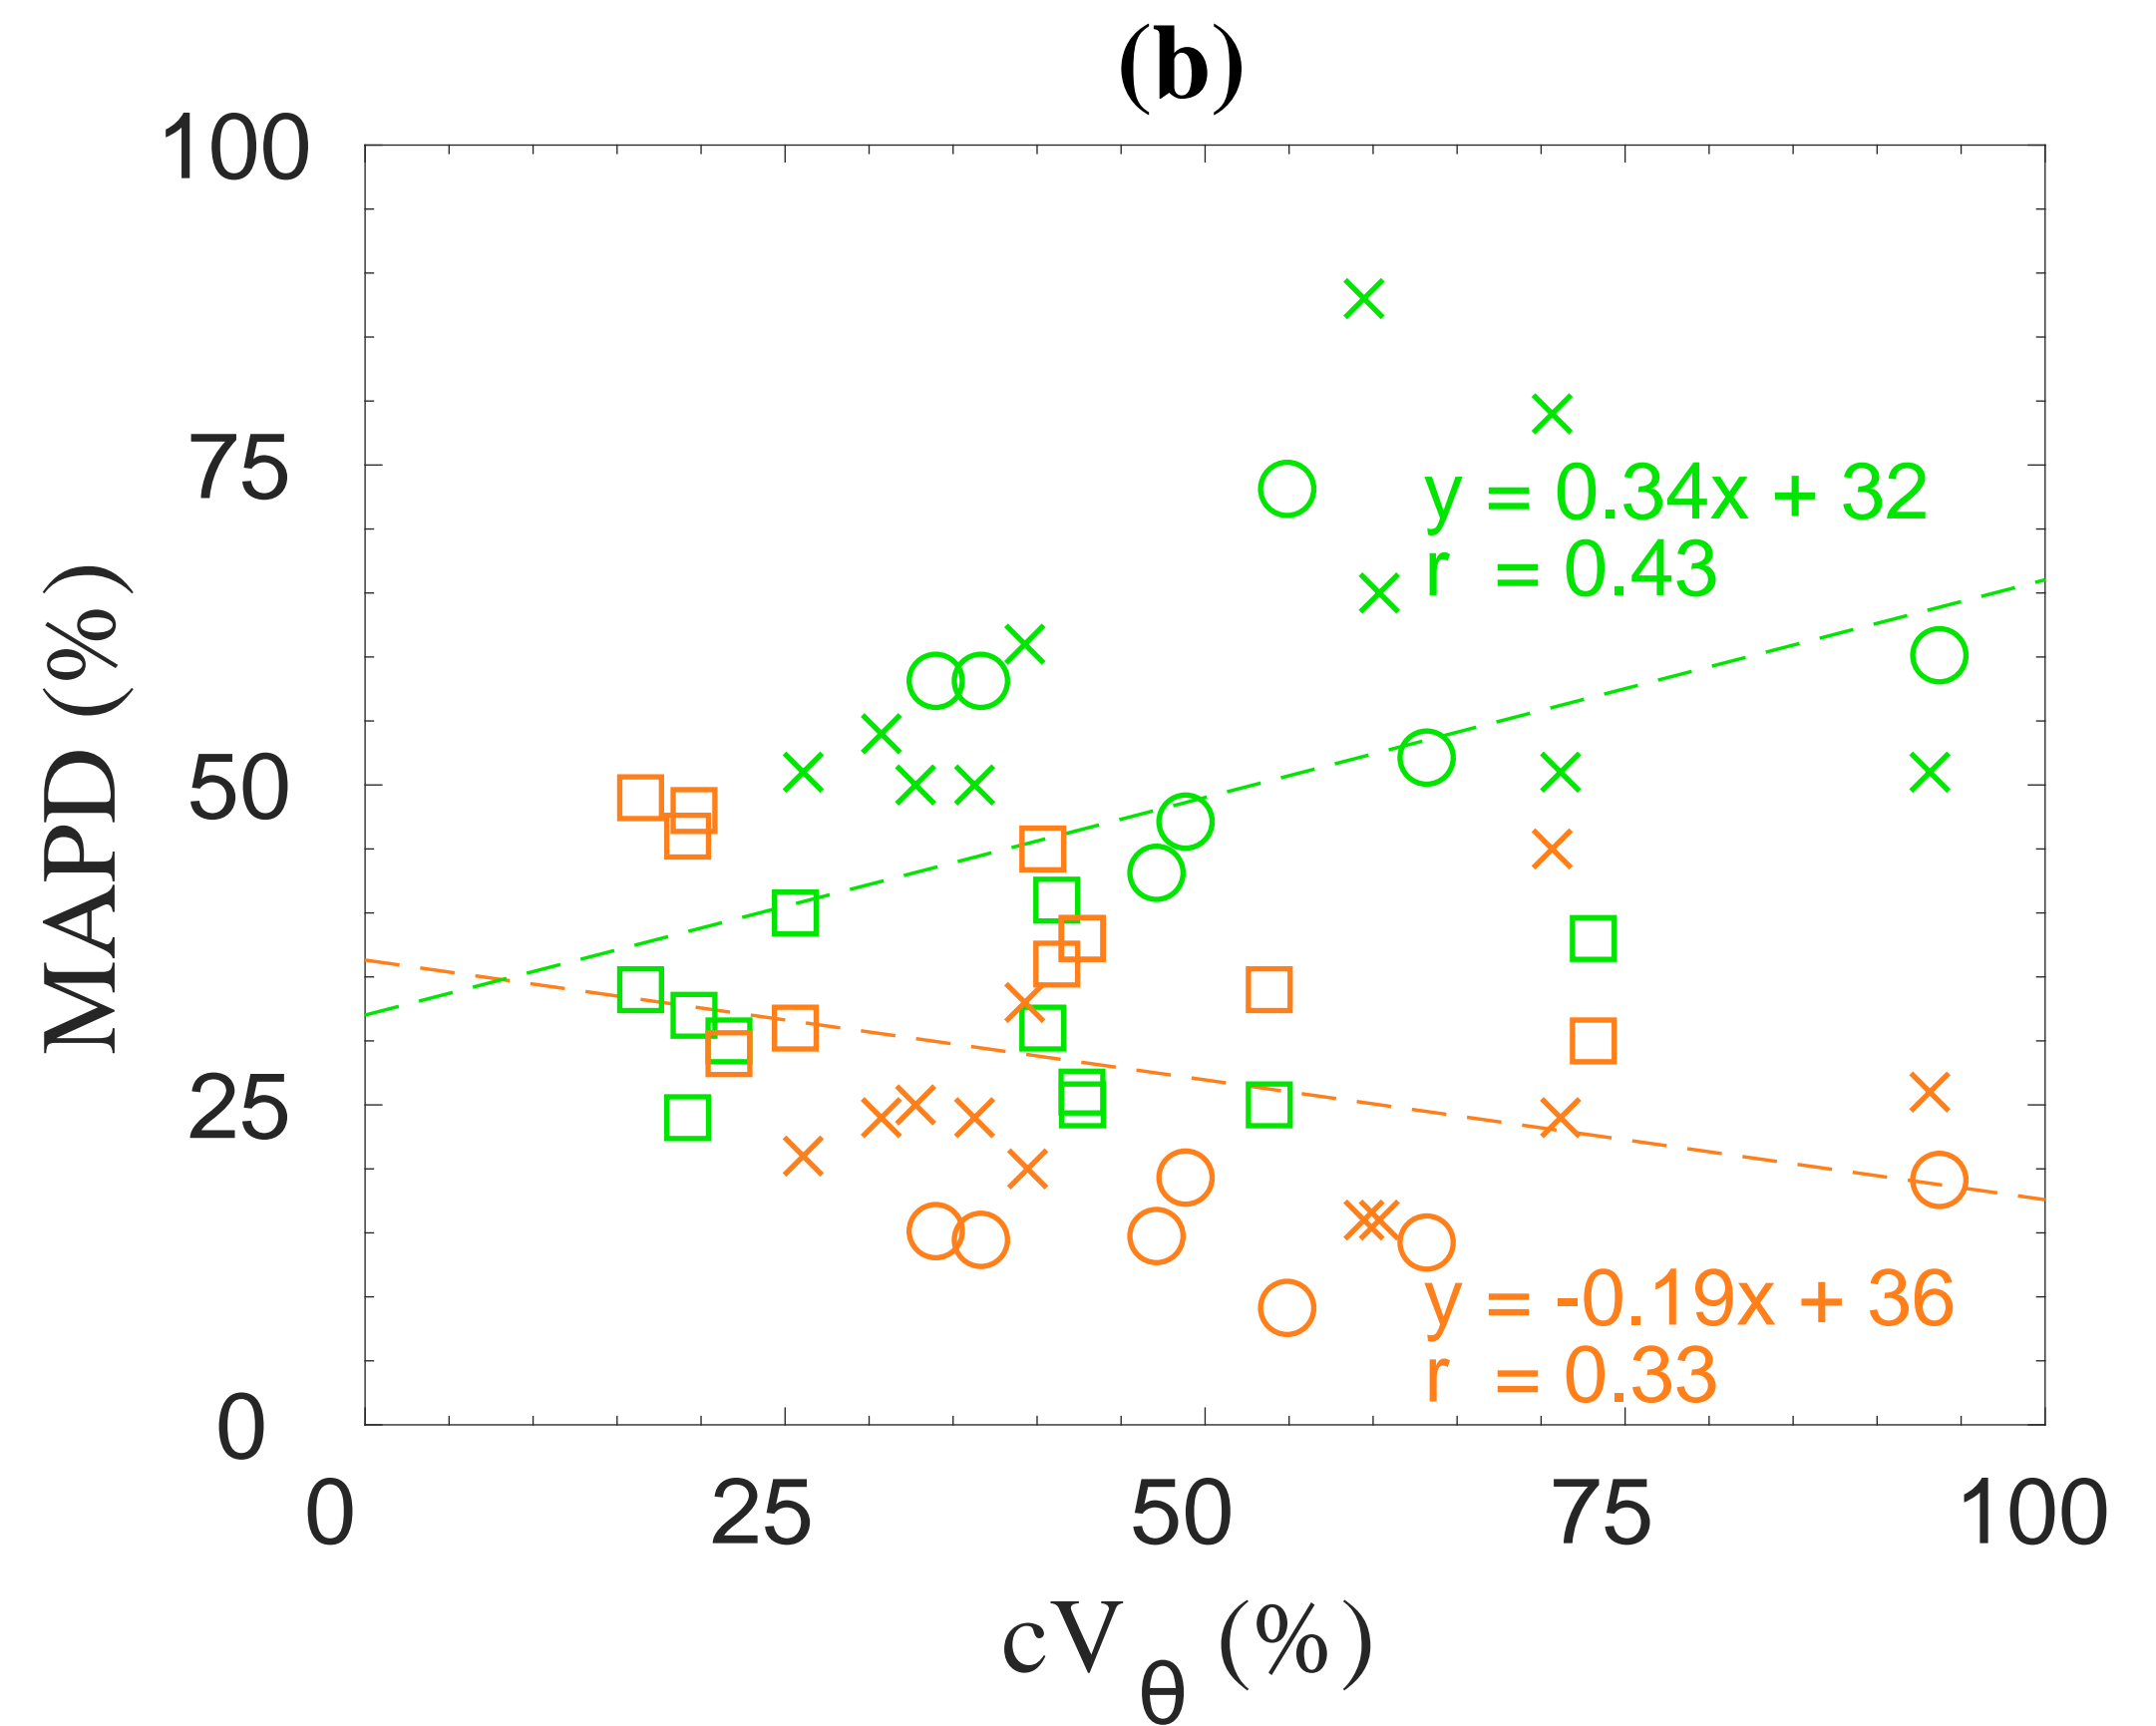 (b)
100
75
50
25
0
MAPD (%)
y = 0.34x + 32
r = 0.43
y = -0.19x + 36
r = 0.33
0 25 50 75 100
cVθ (%)